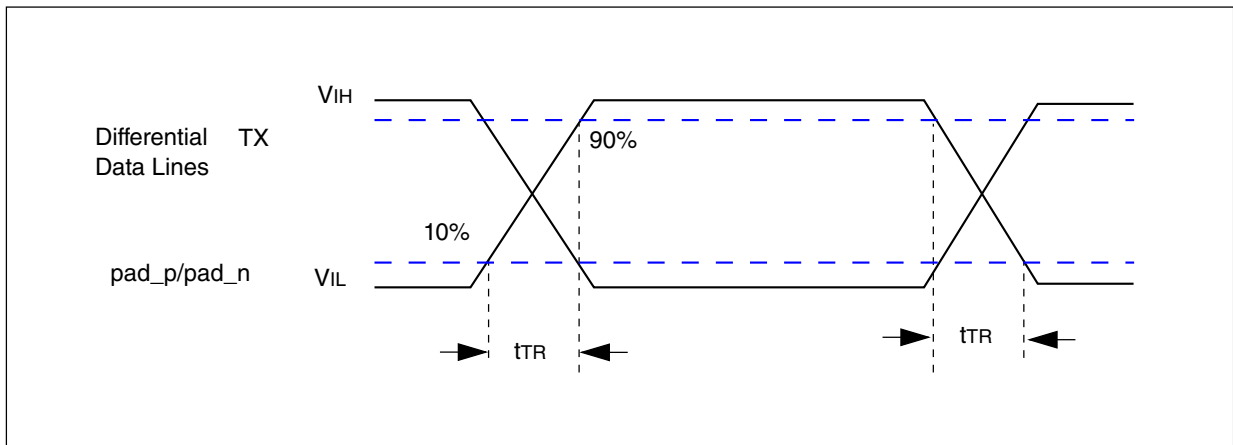 VIH
Differential TX
Data Lines
90%
10%
pad_p/pad_n
VIL
tTR
tTR